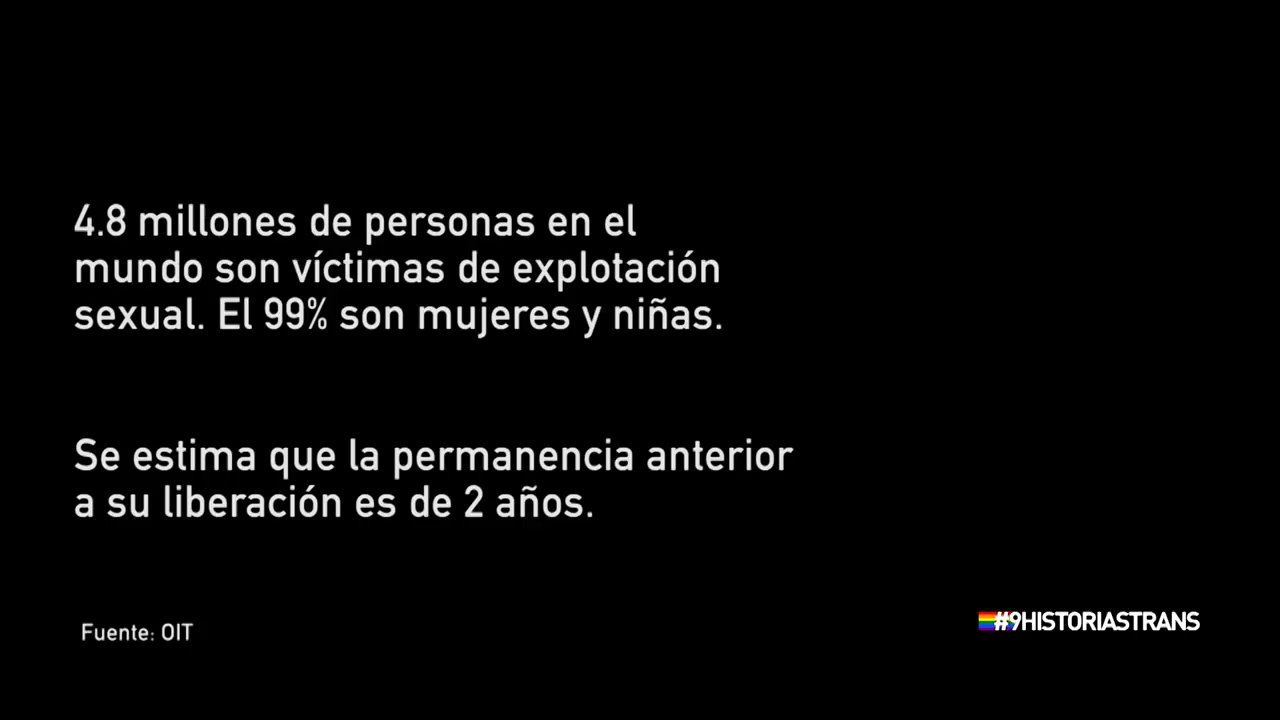 4.8 millones de personas en el
mundo son víctimas de explotación
sexual. El 99% son mujeres y niñas.
Se estima que la permanencia anterior
a su liberación es de 2 años.
Fuente: OIT
#9HISTORIASTRANS